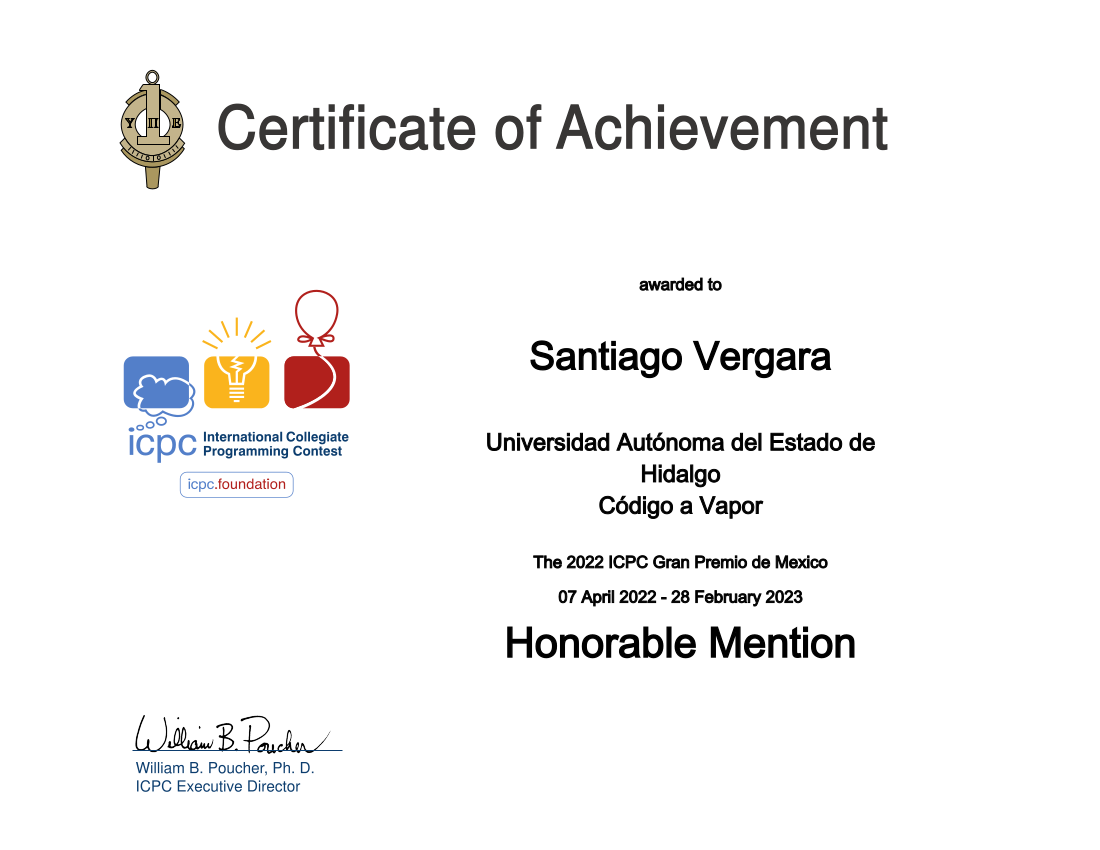 Certificate of Achievement
Υ Π Ε
awarded to
Santiago Vergara
Universidad Autónoma del Estado de
Hidalgo
Código a Vapor
The 2022 ICPC Gran Premio de Mexico
07 April 2022 - 28 February 2023
Honorable Mention
icpc International Collegiate
Programming Contest
icpc.foundation
William B. Poucher
William B. Poucher, Ph. D.
ICPC Executive Director